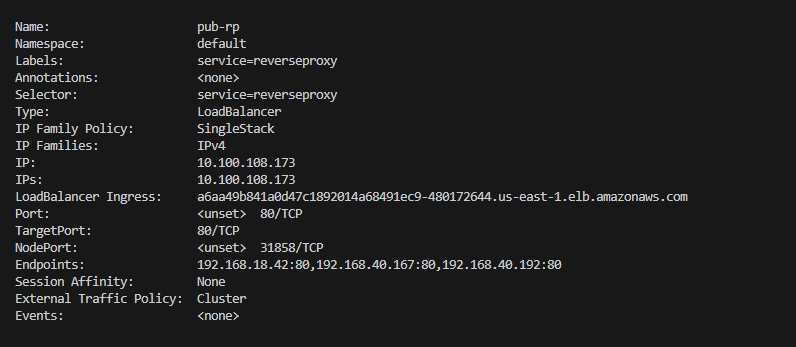 Name: pub-rp
Namespace: default
Labels: service=reverseproxy
Annotations: <none>
Selector: service=reverseproxy
Type: LoadBalancer
IP Family Policy: SingleStack
IP Families: IPv4
IP: 10.100.108.173
IPs: 10.100.108.173
LoadBalancer Ingress: a6aa49b841a0d47c1892014a68491ec9-480172644.us-east-1.elb.amazonaws.com
Port: <unset> 80/TCP
TargetPort: 80/TCP
NodePort: <unset> 31858/TCP
Endpoints: 192.168.18.42:80,192.168.40.167:80,192.168.40.192:80
Session Affinity: None
External Traffic Policy: Cluster
Events: <none>